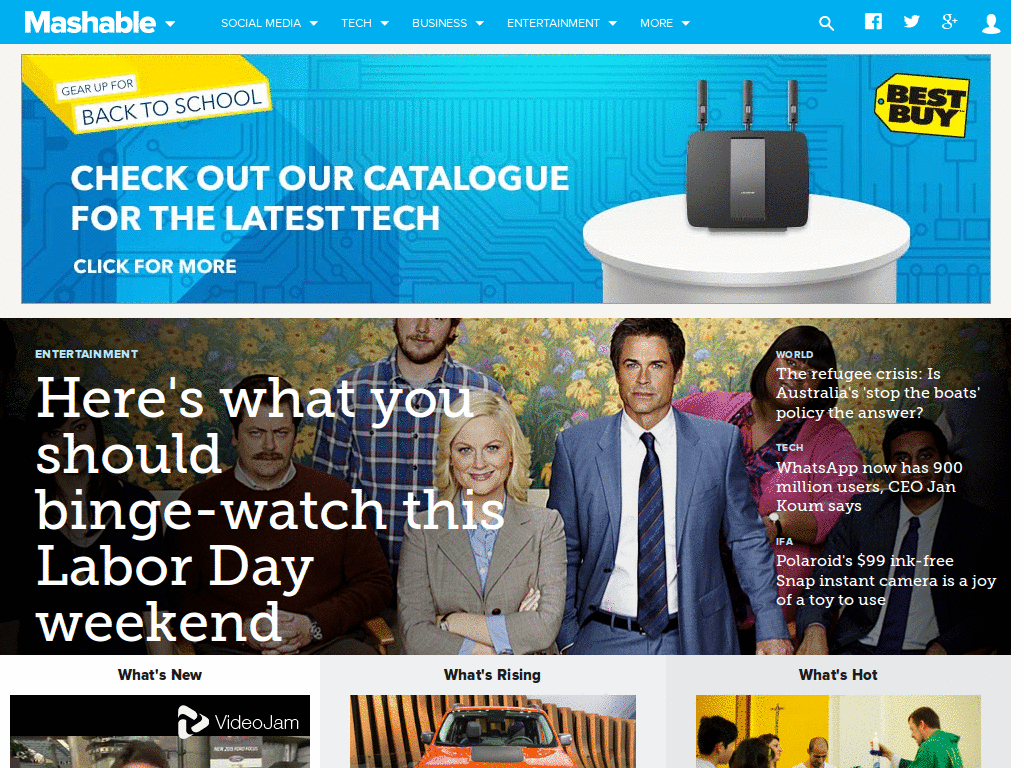 Mashable
SOCIAL MEDIA
TECH
BUSINESS
ENTERTAINMENT
MORE
GEAR UP FOR
BACK TO SCHOOL
CHECK OUT OUR CATALOGUE
FOR THE LATEST TECH
CLICK FOR MORE
BEST
BUY
ENTERTAINMENT
Here's what you
should
binge-watch this
Labor Day
weekend
WORLD
The refugee crisis: Is
Australia's 'stop the boats'
policy the answer?
TECH
WhatsApp now has 900
million users, CEO Jan
Koum says
IFA
Polaroid's $99 ink-free
Snap instant camera is a joy
of a toy to use
What's New
What's Rising
What's Hot
VideoJam
NEW 2015 FORD FOCUS